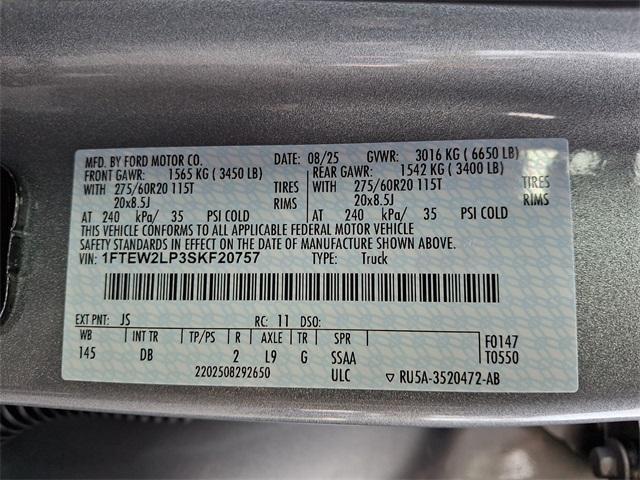 MFD. BY FORD MOTOR CO. DATE: 08/25 GVWR: 3016 KG ( 6650 LB)
FRONT GAWR: 1565 KG ( 3450 LB) REAR GAWR: 1542 KG ( 3400 LB)
WITH 275/60R20 115T TIRES WITH 275/60R20 115T TIRES
20x8.5J RIMS 20x8.5J RIMS
AT 240 kPa/ 35 PSI COLD AT 240 kPa/ 35 PSI COLD
THIS VEHICLE CONFORMS TO ALL APPLICABLE FEDERAL MOTOR VEHICLE
SAFETY STANDARDS IN EFFECT ON THE DATE OF MANUFACTURE SHOWN ABOVE.
VIN: 1FTEW2LP3SKF20757 TYPE: Truck
EXT PNT: JS RC: 11 DSO:
WB INT TR TP/PS R AXLE TR SPR F0147
145 DB 2 L9 G SSAA T0550
2202508292650 ULC ▽ RU5A-3520472-AB